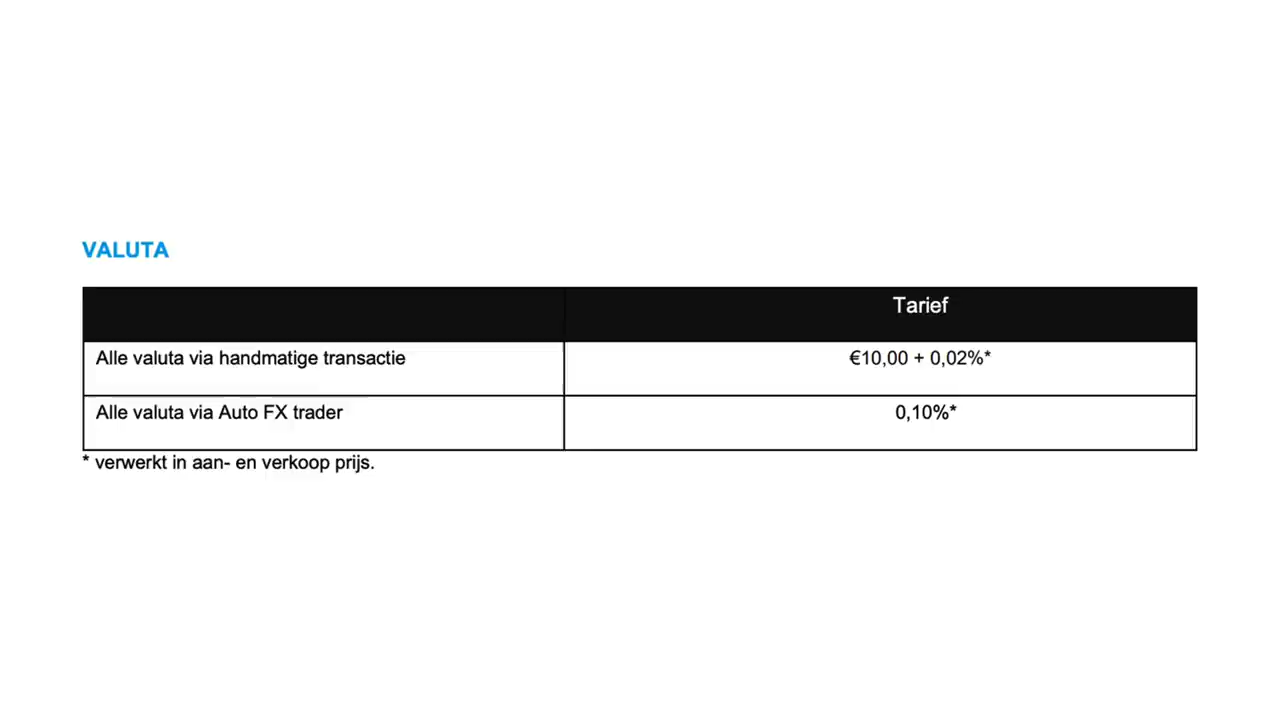 VALUTA
Tarief
Alle valuta via handmatige transactie €10,00 + 0,02%*
Alle valuta via Auto FX trader 0,10%*
* verwerkt in aan- en verkoop prijs.